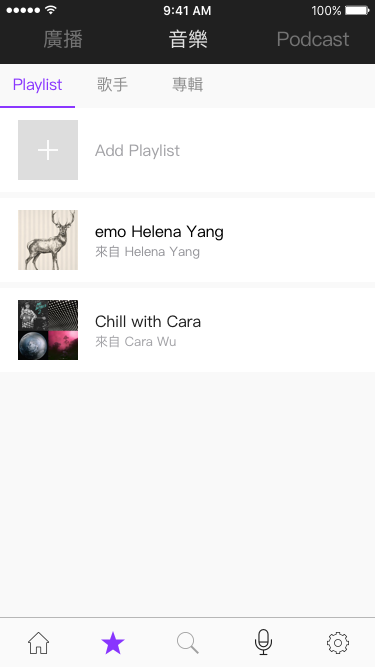 9:41 AM 100%
廣播 音樂 Podcast
Playlist 歌手 專輯
Add Playlist
emo Helena Yang
來自 Helena Yang
Chill with Cara
來自 Cara Wu